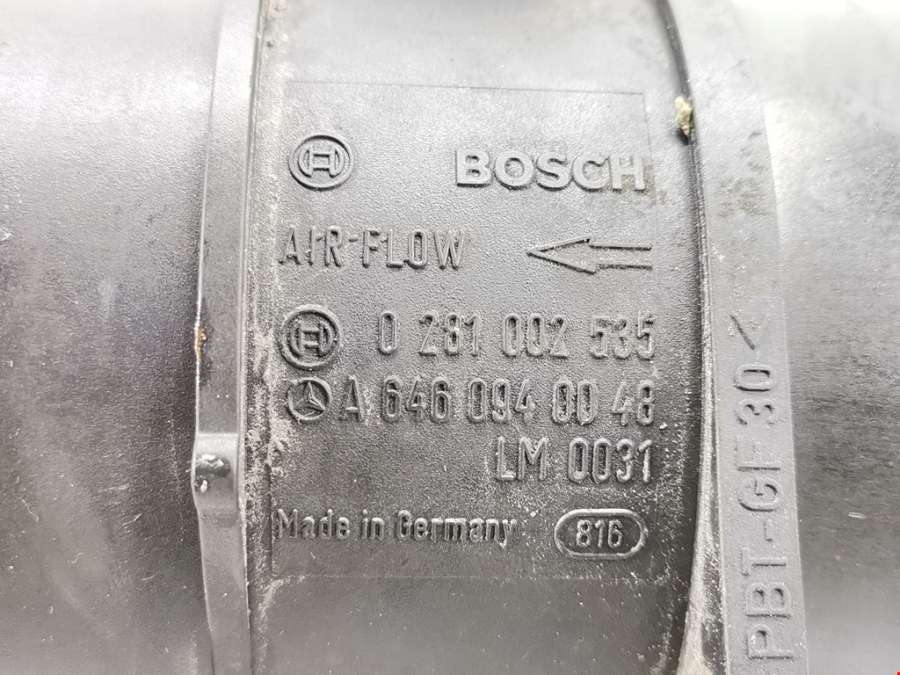 BOSCH
AIR FLOW
0 281 002 535
A 646 094 00 48
LM 0031
Made in Germany 816
PBT-GF30<